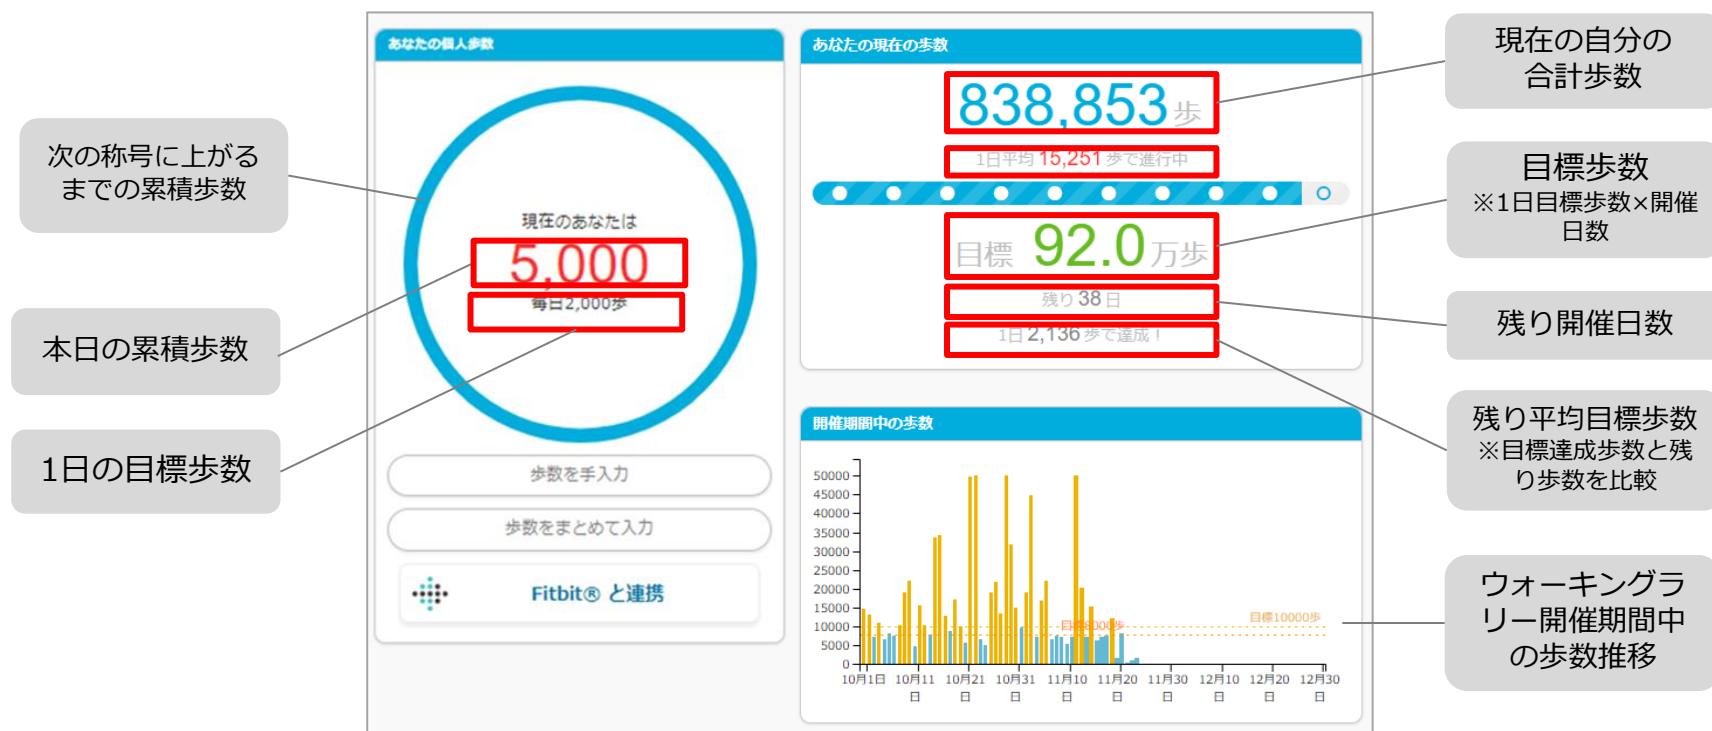 次の称号に上がる
までの累積歩数
本日の累積歩数
1日の目標歩数
あなたの個人歩数
現在のあなたは
5,000
毎日2,000歩
歩数を手入力
歩数をまとめて入力
Fitbit® と連携
あなたの現在の歩数
838,853歩
1日平均 15,251 歩で進行中
目標 92.0 万歩
残り 38 日
1日 2,136 歩で達成！
開催期間中の歩数
50000
45000
40000
35000
30000
25000
20000
15000
10000
5000
0
目標10000歩
目標8000歩
10月1日 10月11日 10月21日 10月31日 11月10日 11月20日 11月30日 12月10日 12月20日 12月30日
現在の自分の
合計歩数
目標歩数
※1日目標歩数×開催
日数
残り開催日数
残り平均目標歩数
※目標達成歩数と残
り歩数を比較
ウォーキングラ
リー開催期間中
の歩数推移